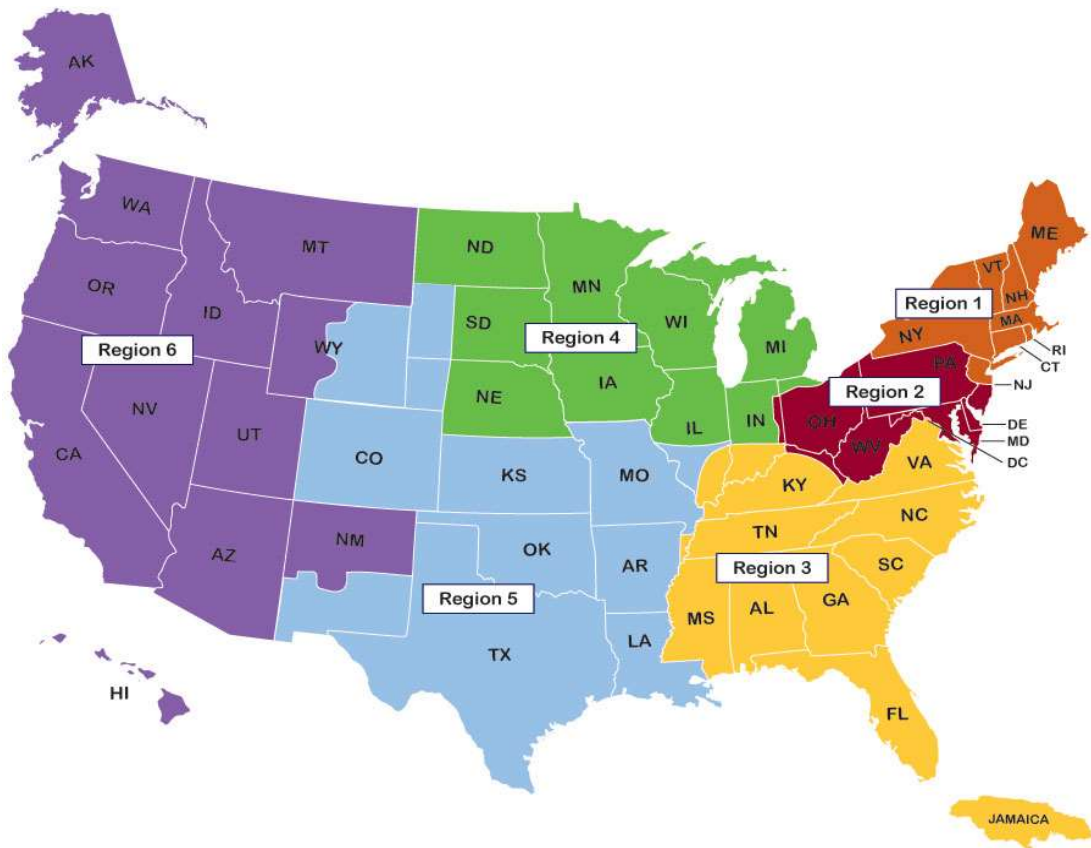 AK
WA
MT
ND
ME
VT
OR
MN
NH
Region 1
ID
SD
Region 4
WI
MA
NY
Region 6
WY
MI
RI
PA
CT
IA
NE
Region 2
NJ
NV
UT
IL
IN
OH
DE
CA
CO
KS
MO
WV
MD
VA
DC
KY
NC
TN
NM
OK
AZ
AR
Region 3
SC
Region 5
MS
AL
GA
LA
TX
HI
FL
JAMAICA